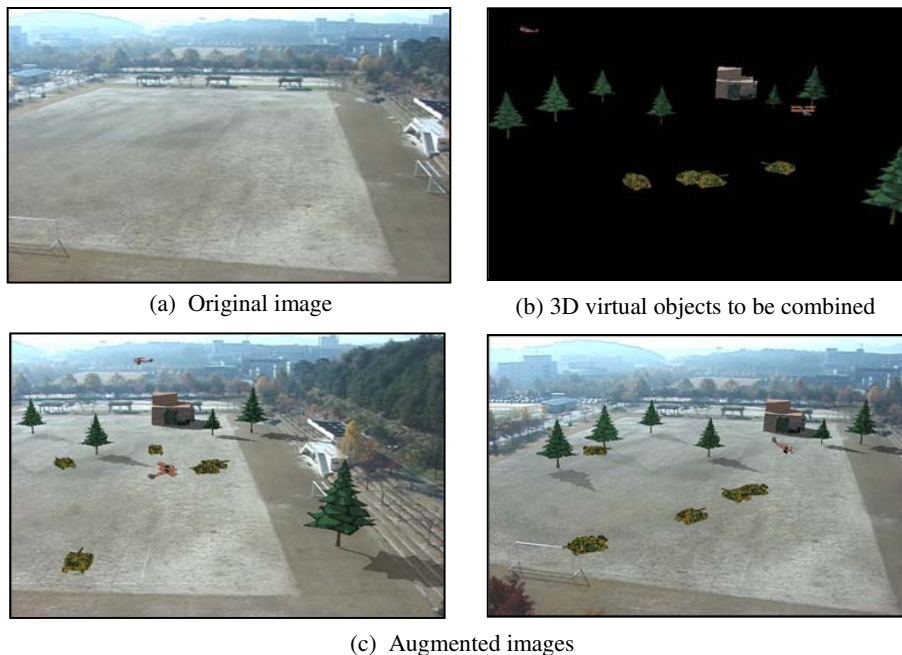 (a) Original image
(b) 3D virtual objects to be combined
(c) Augmented images